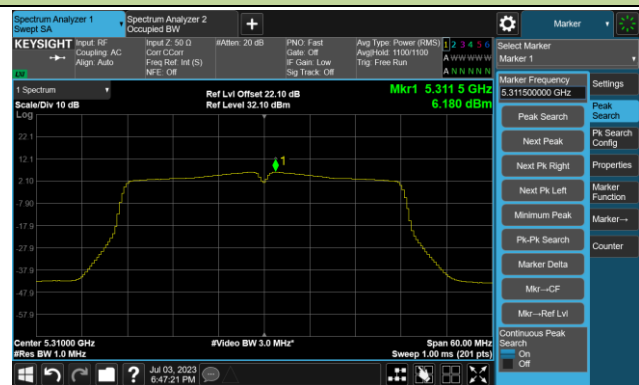 Spectrum Analyzer 1
Swept SA
Spectrum Analyzer 2
Occupied BW
+
Marker
KEYSIGHT
Input: RF
Coupling: AC
Align: Auto
Input Z: 50 Ω
Corr CCorr
Freq Ref: Int (S)
NFE: Off
#Atten: 20 dB
PNO: Fast
Gate: Off
IF Gain: Low
Sig Track: Off
Avg Type: Power (RMS)
Avg|Hold: 1100/1100
Trig: Free Run
1 2 3 4 5 6
A W W W W W
A N N N N N
Select Marker
Marker 1
1 Spectrum
Scale/Div 10 dB
Log
Ref Lvl Offset 22.10 dB
Ref Level 32.10 dBm
Mkr1 5.311 5 GHz
6.180 dBm
22.1
12.1
2.10
-7.90
-17.9
-27.9
-37.9
-47.9
-57.9
1
Center 5.31000 GHz
#Res BW 1.0 MHz
#Video BW 3.0 MHz*
Span 60.00 MHz
Sweep 1.00 ms (201 pts)
Marker Frequency
5.311500000 GHz
Peak Search
Next Peak
Next Pk Right
Next Pk Left
Minimum Peak
Pk-Pk Search
Marker Delta
Mkr→CF
Mkr→Ref Lvl
Continuous Peak
Search
On
Off
Settings
Peak
Search
Pk Search
Config
Properties
Marker
Function
Marker→
Counter
?
Jul 03, 2023
6:47:21 PM